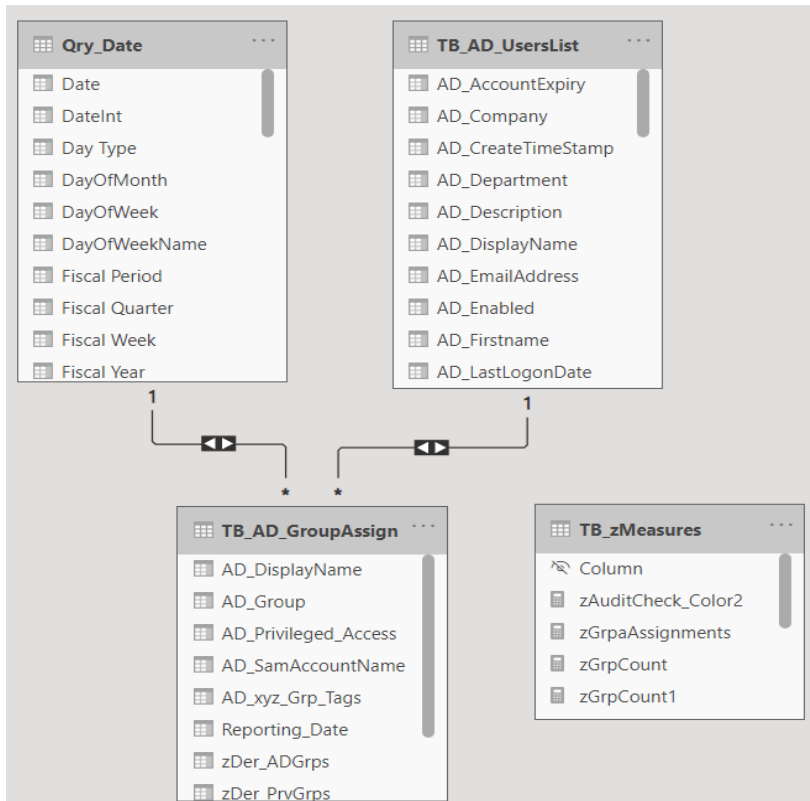 Qry_Date
Date
DateInt
Day Type
DayOfMonth
DayOfWeek
DayOfWeekName
Fiscal Period
Fiscal Quarter
Fiscal Week
Fiscal Year
TB_AD_UsersList
AD_AccountExpiry
AD_Company
AD_CreateTimeStamp
AD_Department
AD_Description
AD_DisplayName
AD_EmailAddress
AD_Enabled
AD_Firstname
AD_LastLogonDate
1
1
*
*
TB_AD_GroupAssign
AD_DisplayName
AD_Group
AD_Privileged_Access
AD_SamAccountName
AD_xyz_Grp_Tags
Reporting_Date
zDer_ADGrps
zDer_PrvGrps
TB_zMeasures
Column
zAuditCheck_Color2
zGrpaAssignments
zGrpCount
zGrpCount1